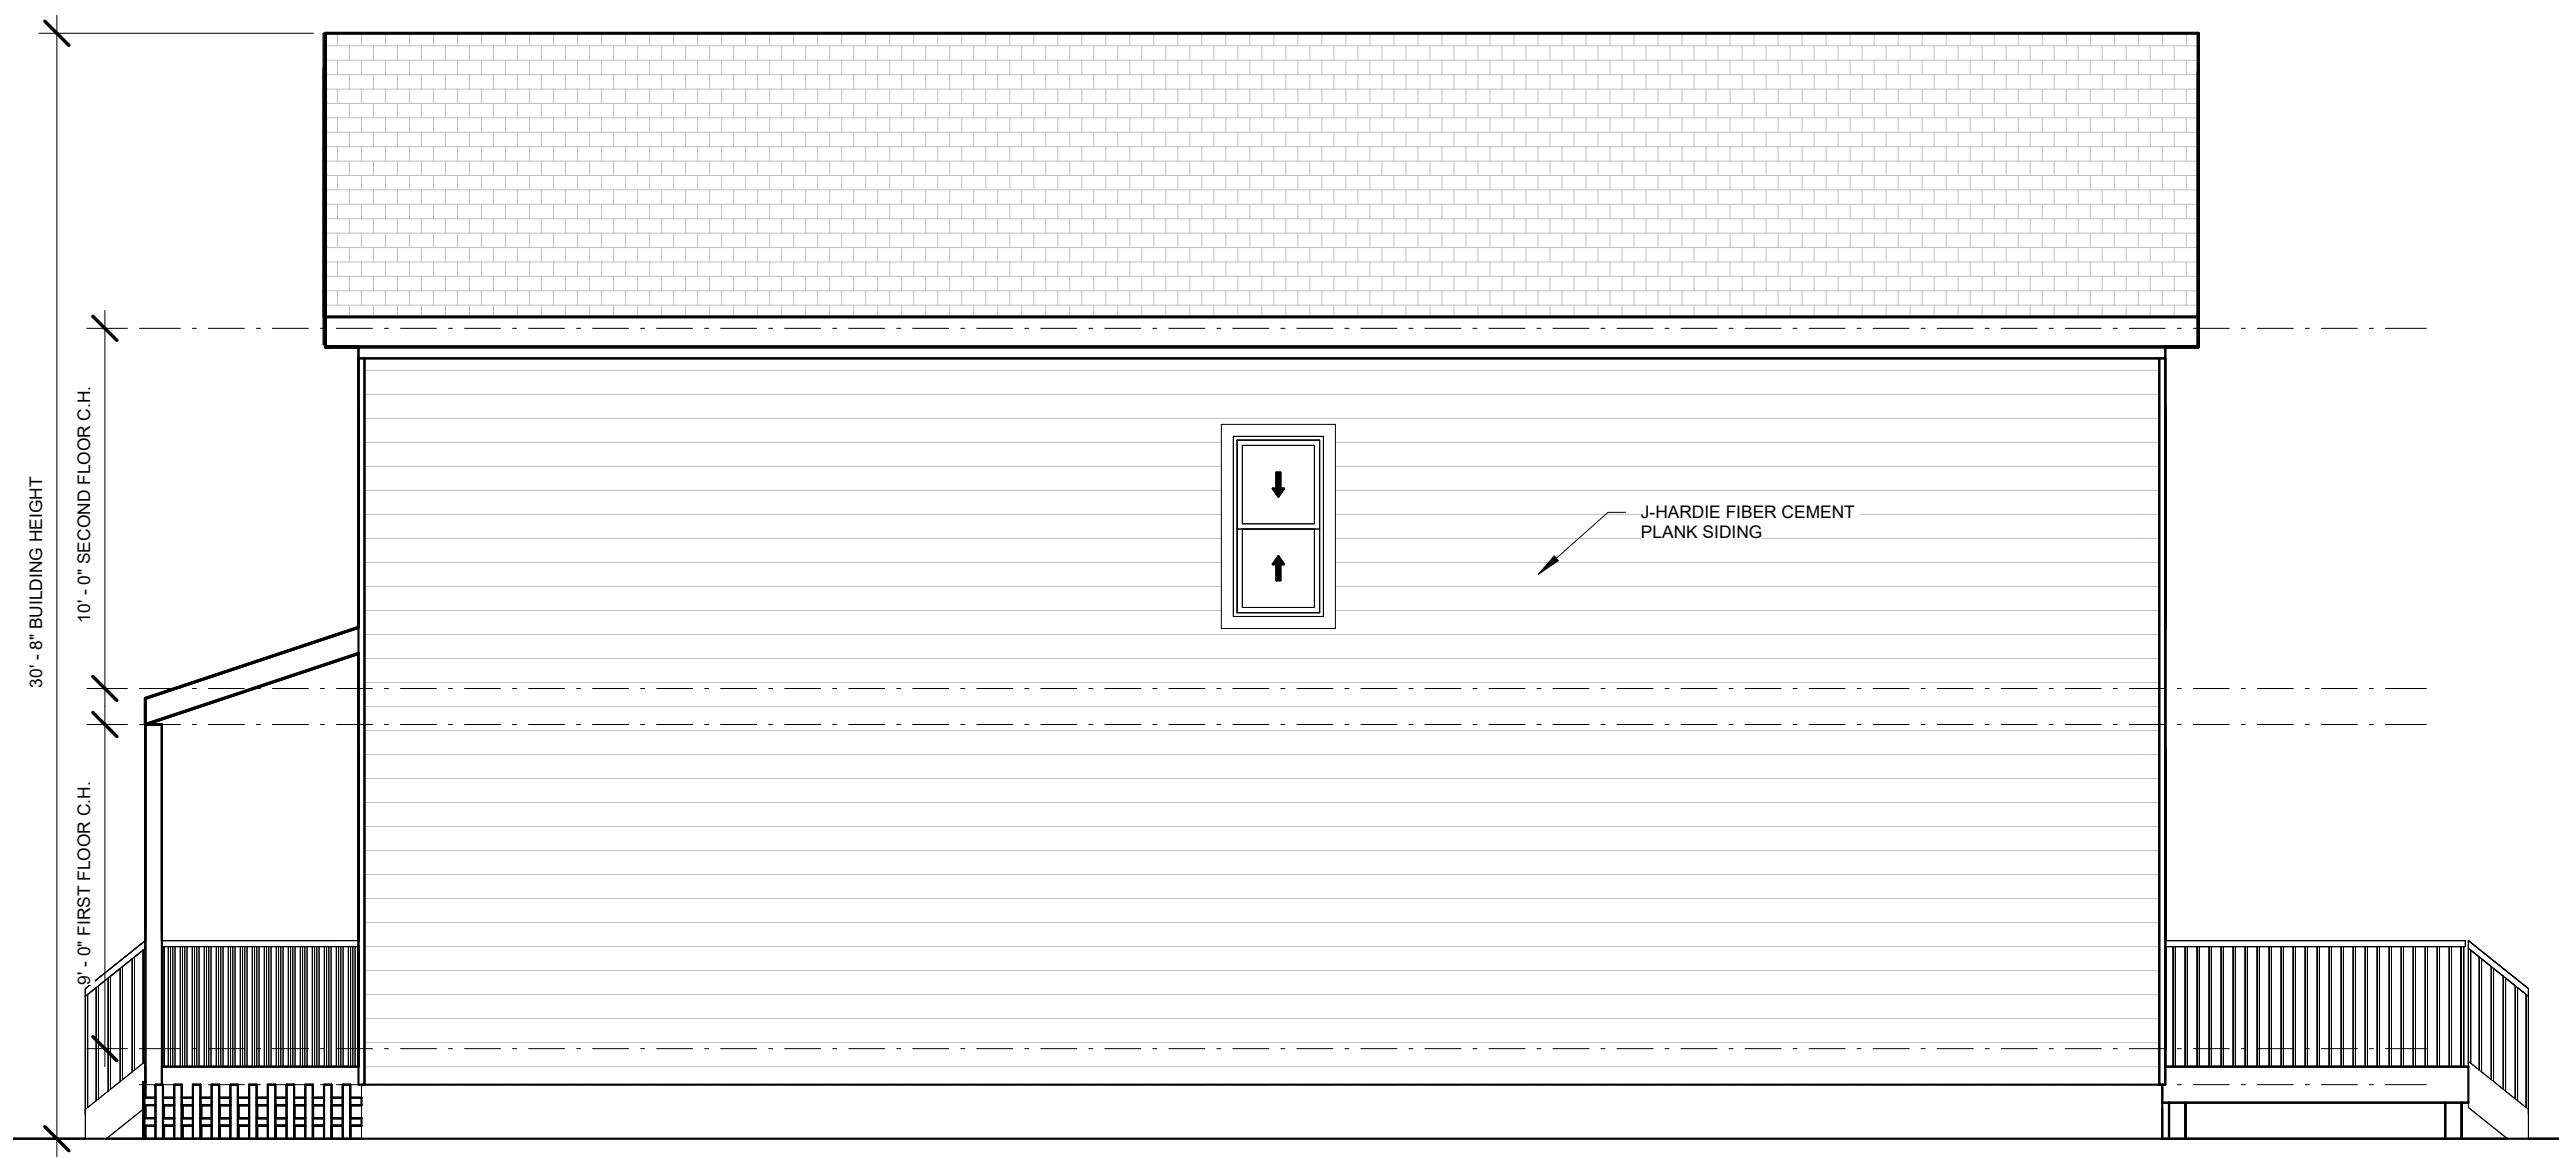 30' - 8" BUILDING HEIGHT
10' - 0" SECOND FLOOR C.H.
9' - 0" FIRST FLOOR C.H.
J-HARDIE FIBER CEMENT
PLANK SIDING